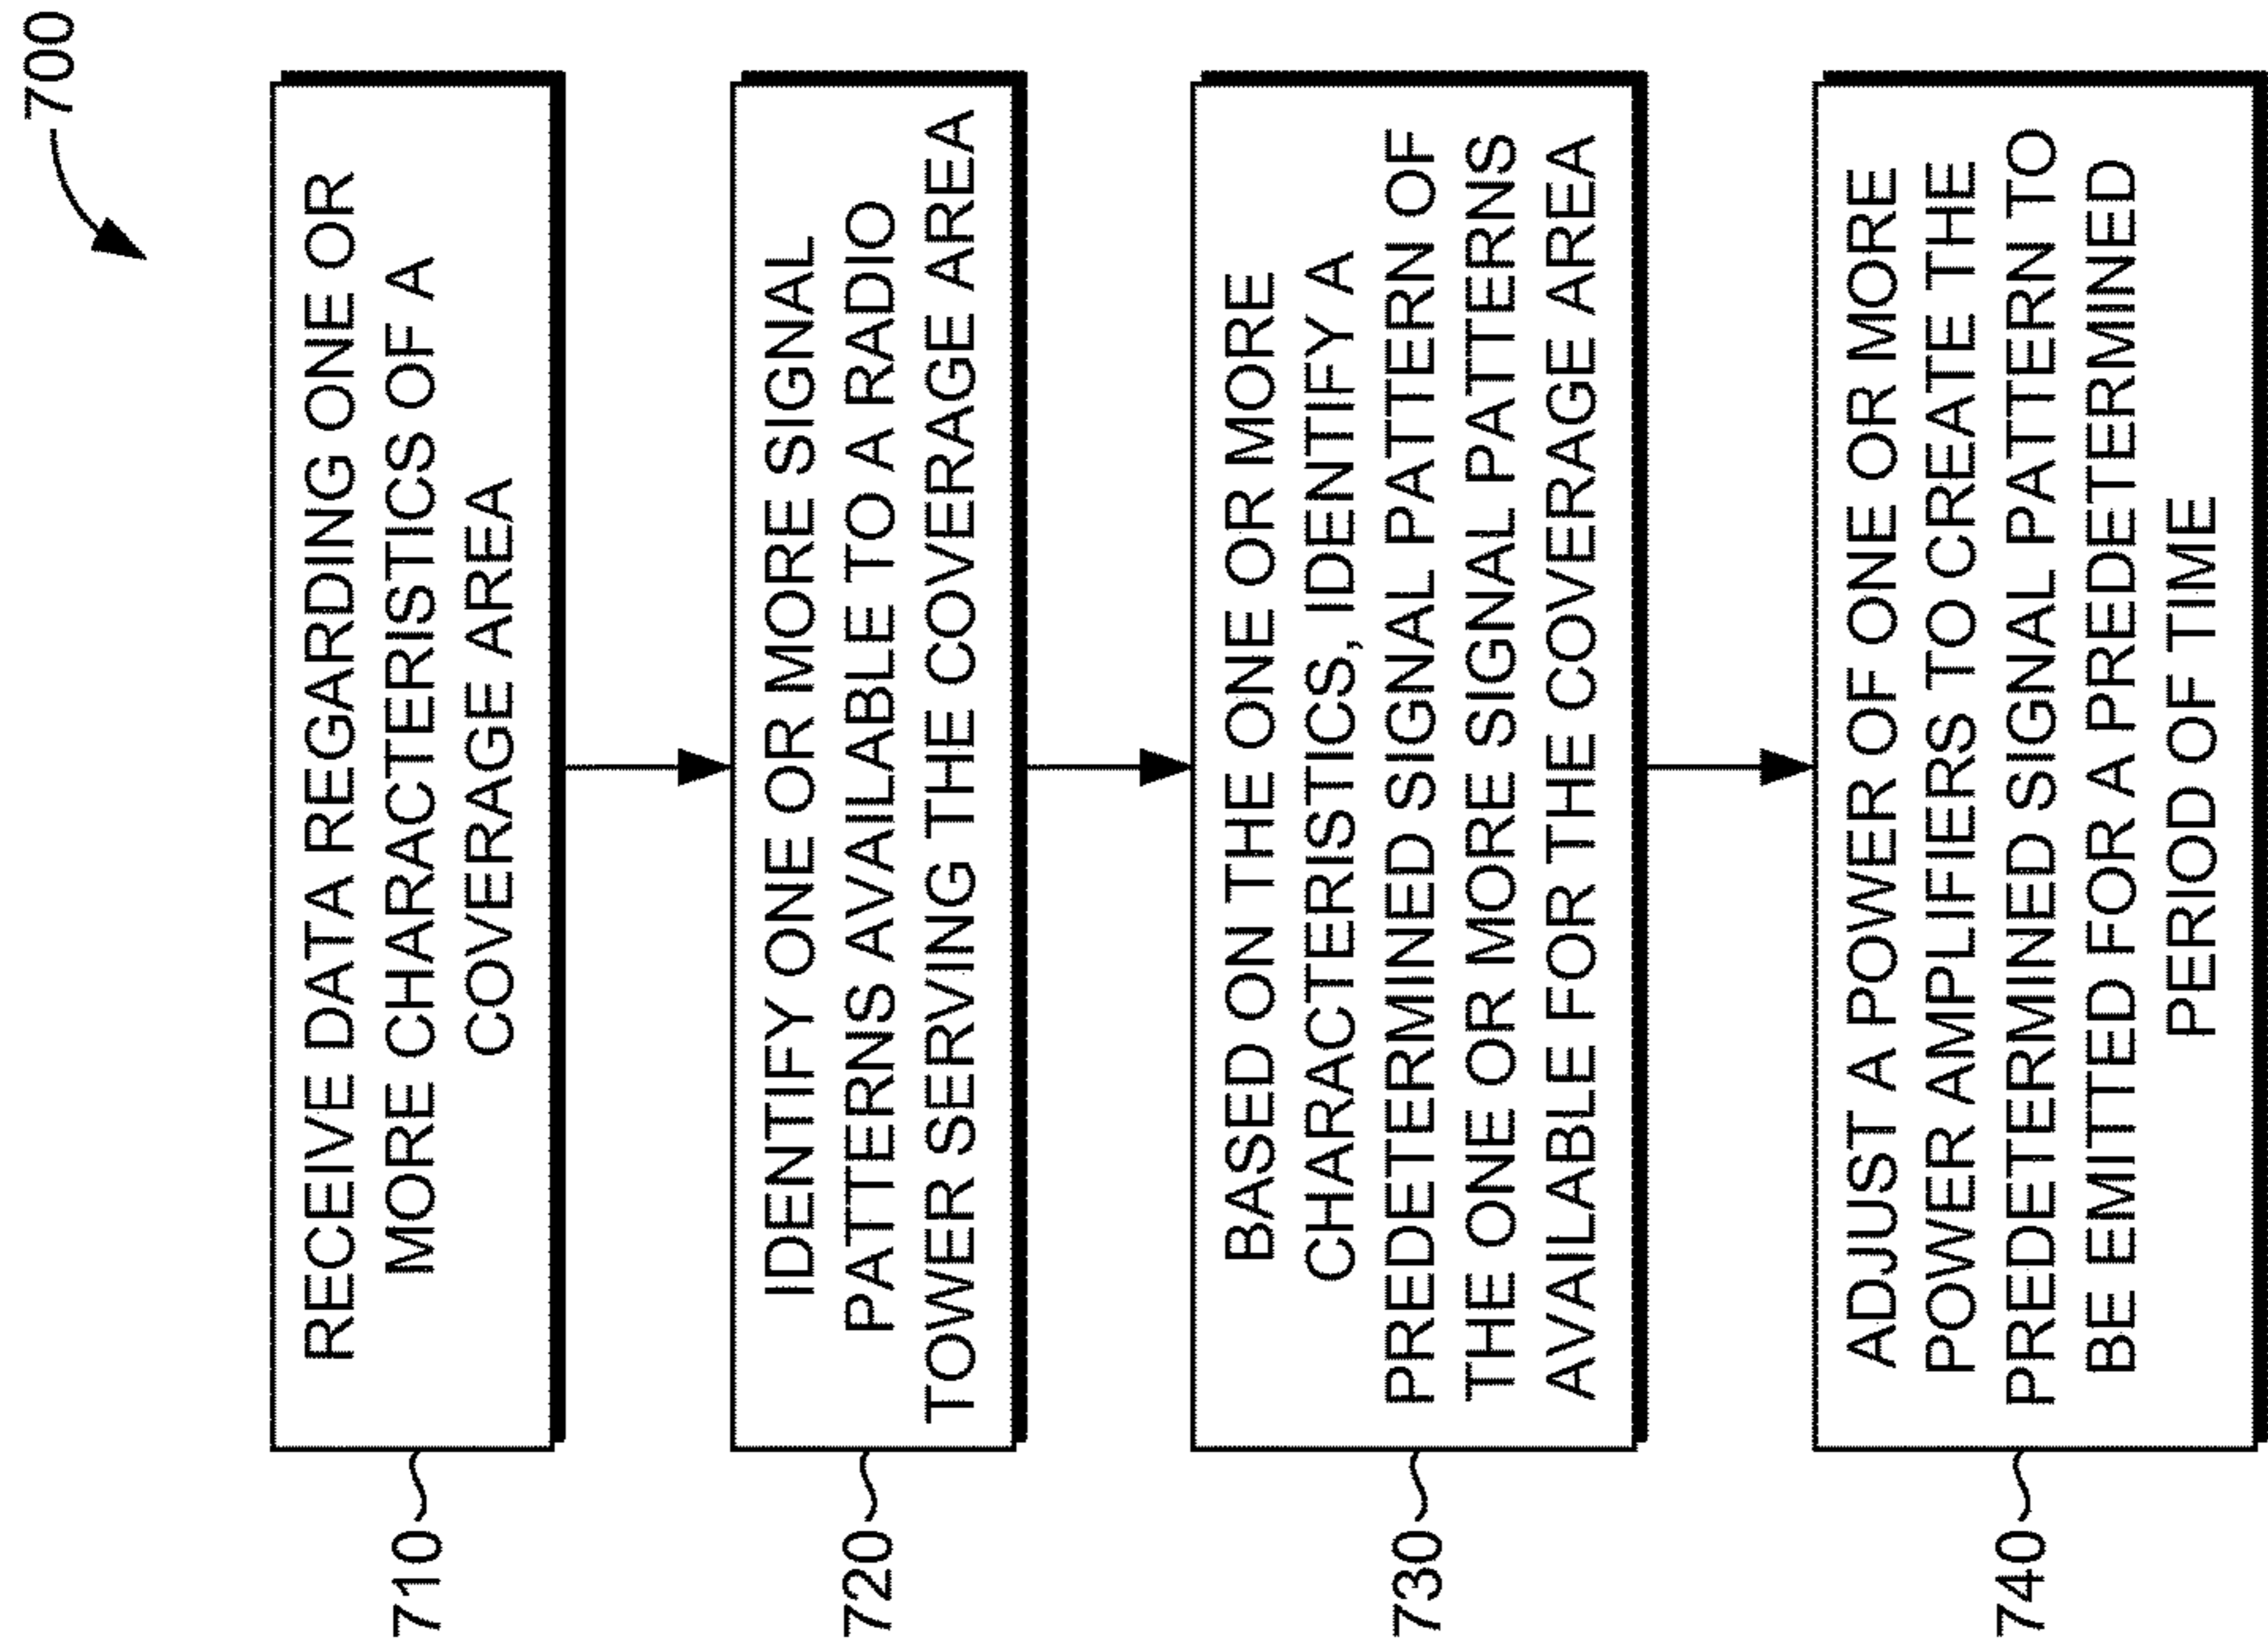 700
710
RECEIVE DATA REGARDING ONE OR
MORE CHARACTERISTICS OF A
COVERAGE AREA
720
IDENTIFY ONE OR MORE SIGNAL
PATTERNS AVAILABLE TO A RADIO
TOWER SERVING THE COVERAGE AREA
730
BASED ON THE ONE OR MORE
CHARACTERISTICS, IDENTIFY A
PREDETERMINED SIGNAL PATTERN OF
THE ONE OR MORE SIGNAL PATTERNS
AVAILABLE FOR THE COVERAGE AREA
740
ADJUST A POWER OF ONE OR MORE
POWER AMPLIFIERS TO CREATE THE
PREDETERMINED SIGNAL PATTERN TO
BE EMITTED FOR A PREDETERMINED
PERIOD OF TIME